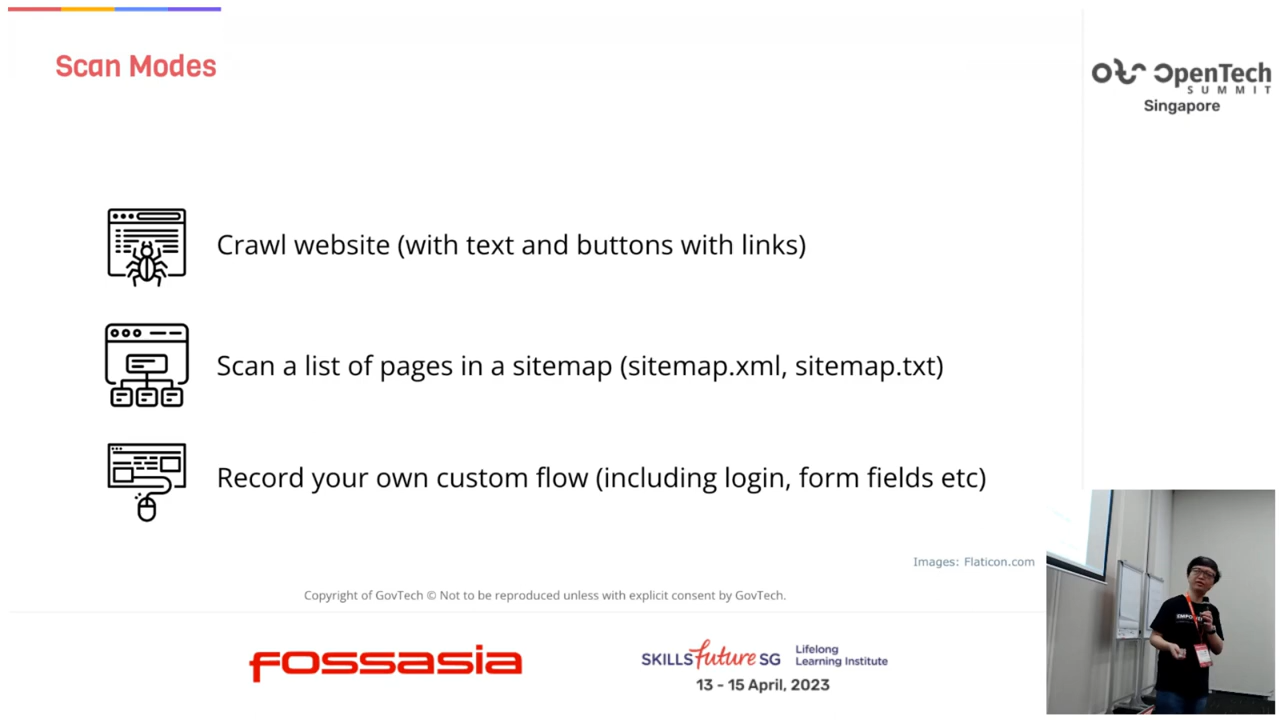 Scan Modes
OpenTech
SUMMIT
Singapore
Crawl website (with text and buttons with links)
Scan a list of pages in a sitemap (sitemap.xml, sitemap.txt)
Record your own custom flow (including login, form fields etc)
Images: Flaticon.com
Copyright of GovTech © Not to be reproduced unless with explicit consent by GovTech.
FOSSASIA
SKILLS future SG
Lifelong
Learning Institute
13 - 15 April, 2023